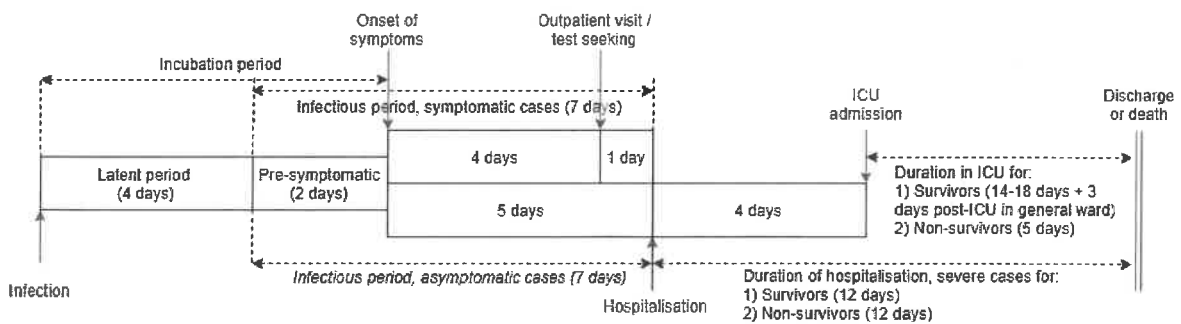 Onset of
symptoms
Outpatient visit /
test seeking
Incubation period
Infectious period, symptomatic cases (7 days)
ICU
admission
Discharge
or death
4 days
1 day
Latent period
(4 days)
Pre-symptomatic
(2 days)
5 days
4 days
Duration in ICU for:
1) Survivors (14-18 days + 3
days post-ICU in general ward)
2) Non-survivors (5 days)
Infection
Infectious period, asymptomatic cases (7 days)
Hospitalisation
Duration of hospitalisation, severe cases for:
1) Survivors (12 days)
2) Non-survivors (12 days)